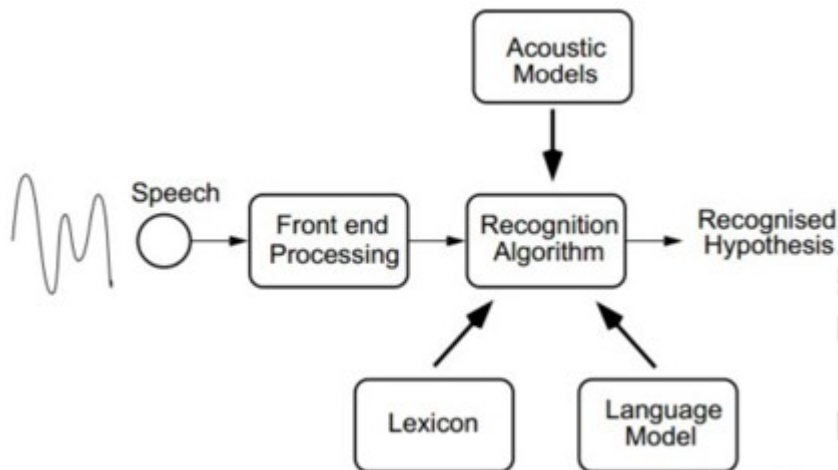 Acoustic
Models
Speech
Front end
Processing
Recognition
Algorithm
Recognised
Hypothesis
Lexicon
Language
Model